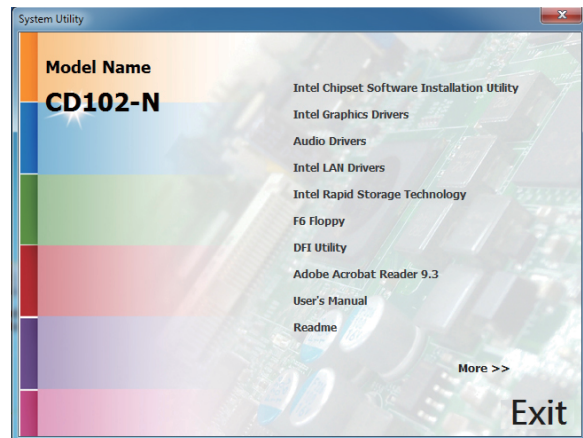 System Utility
Model Name
CD102-N
Intel Chipset Software Installation Utility
Intel Graphics Drivers
Audio Drivers
Intel LAN Drivers
Intel Rapid Storage Technology
F6 Floppy
DFI Utility
Adobe Acrobat Reader 9.3
User's Manual
Readme
More >>
Exit